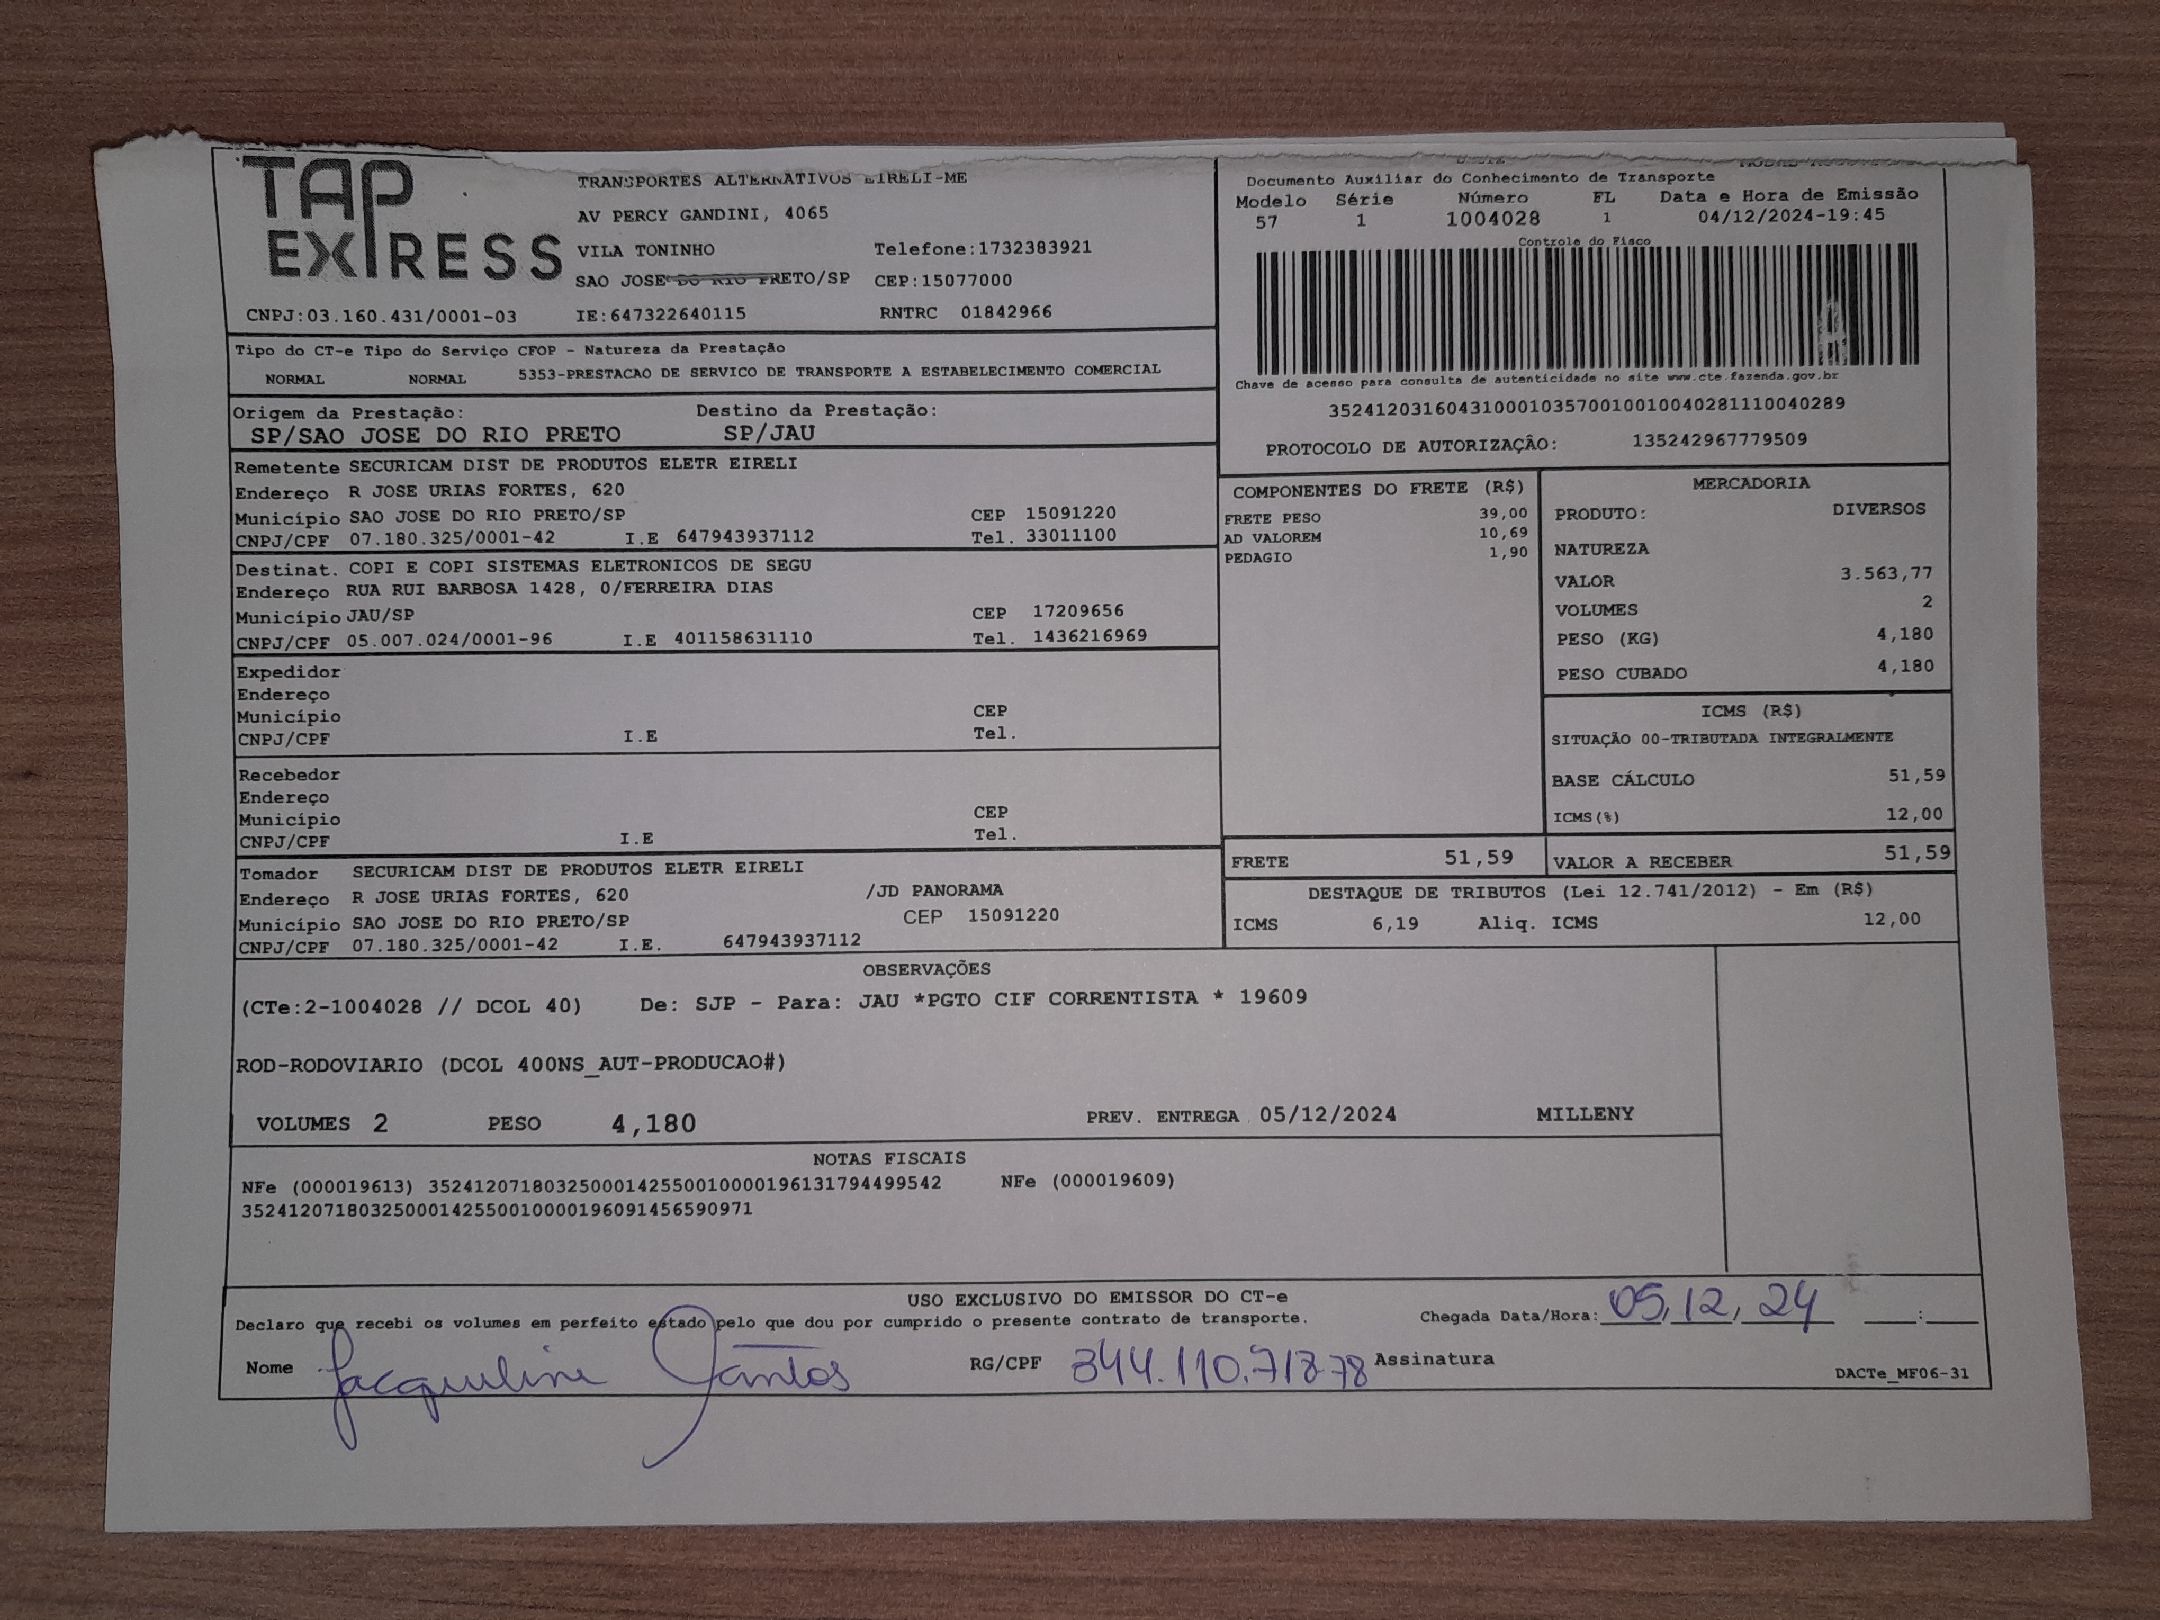 TAP
EXPRESS
TRANSPORTES ALTERNATIVOS EIRELI-ME
AV PERCY GANDINI, 4065
VILA TONINHO Telefone:1732383921
SAO JOSE DO RIO PRETO/SP CEP:15077000
CNPJ:03.160.431/0001-03 IE:647322640115 RNTRC 01842966
Documento Auxiliar do Conhecimento de Transporte
Modelo Série Número FL Data e Hora de Emissão
57 1 1004028 1 04/12/2024-19:45
Controle do Fisco
Chave de acesso para consulta de autenticidade no site www.cte.fazenda.gov.br
35241203160431000103570010010040281110040289
PROTOCOLO DE AUTORIZAÇÃO: 135242967779509
Tipo do CT-e Tipo do Serviço CFOP - Natureza da Prestação
NORMAL NORMAL 5353-PRESTACAO DE SERVICO DE TRANSPORTE A ESTABELECIMENTO COMERCIAL
Origem da Prestação: Destino da Prestação:
SP/SAO JOSE DO RIO PRETO SP/JAU
Remetente SECURICAM DIST DE PRODUTOS ELETR EIRELI
Endereço R JOSE URIAS FORTES, 620
Município SAO JOSE DO RIO PRETO/SP CEP 15091220
CNPJ/CPF 07.180.325/0001-42 I.E 647943937112 Tel. 33011100
Destinat. COPI E COPI SISTEMAS ELETRONICOS DE SEGU
Endereço RUA RUI BARBOSA 1428, 0/FERREIRA DIAS
Município JAU/SP CEP 17209656
CNPJ/CPF 05.007.024/0001-96 I.E 401158631110 Tel. 1436216969
Expedidor
Endereço
Município CEP
CNPJ/CPF I.E Tel.
Recebedor
Endereço
Município CEP
CNPJ/CPF I.E Tel.
Tomador SECURICAM DIST DE PRODUTOS ELETR EIRELI
Endereço R JOSE URIAS FORTES, 620 /JD PANORAMA
Município SAO JOSE DO RIO PRETO/SP CEP 15091220
CNPJ/CPF 07.180.325/0001-42 I.E. 647943937112
COMPONENTES DO FRETE (R$)
FRETE PESO 39,00
AD VALOREM 10,69
PEDAGIO 1,90
MERCADORIA
PRODUTO: DIVERSOS
NATUREZA
VALOR 3.563,77
VOLUMES 2
PESO (KG) 4,180
PESO CUBADO 4,180
ICMS (R$)
SITUAÇÃO 00-TRIBUTADA INTEGRALMENTE
BASE CÁLCULO 51,59
ICMS(%) 12,00
FRETE 51,59 VALOR A RECEBER 51,59
DESTAQUE DE TRIBUTOS (Lei 12.741/2012) - Em (R$)
ICMS 6,19 Aliq. ICMS 12,00
OBSERVAÇÕES
(CTe:2-1004028 // DCOL 40) De: SJP - Para: JAU *PGTO CIF CORRENTISTA * 19609
ROD-RODOVIARIO (DCOL 400NS_AUT-PRODUCAO#)
VOLUMES 2 PESO 4,180 PREV. ENTREGA 05/12/2024 MILLENY
NOTAS FISCAIS
NFe (000019613) 35241207180325000142550010000196131794499542 NFe (000019609)
35241207180325000142550010000196091456590971
USO EXCLUSIVO DO EMISSOR DO CT-e
Declaro que recebi os volumes em perfeito estado pelo que dou por cumprido o presente contrato de transporte. Chegada Data/Hora: 05,12,24 :
Nome Jacqueline Santos RG/CPF 344.110.718-78 Assinatura
DACTe_MF06-31